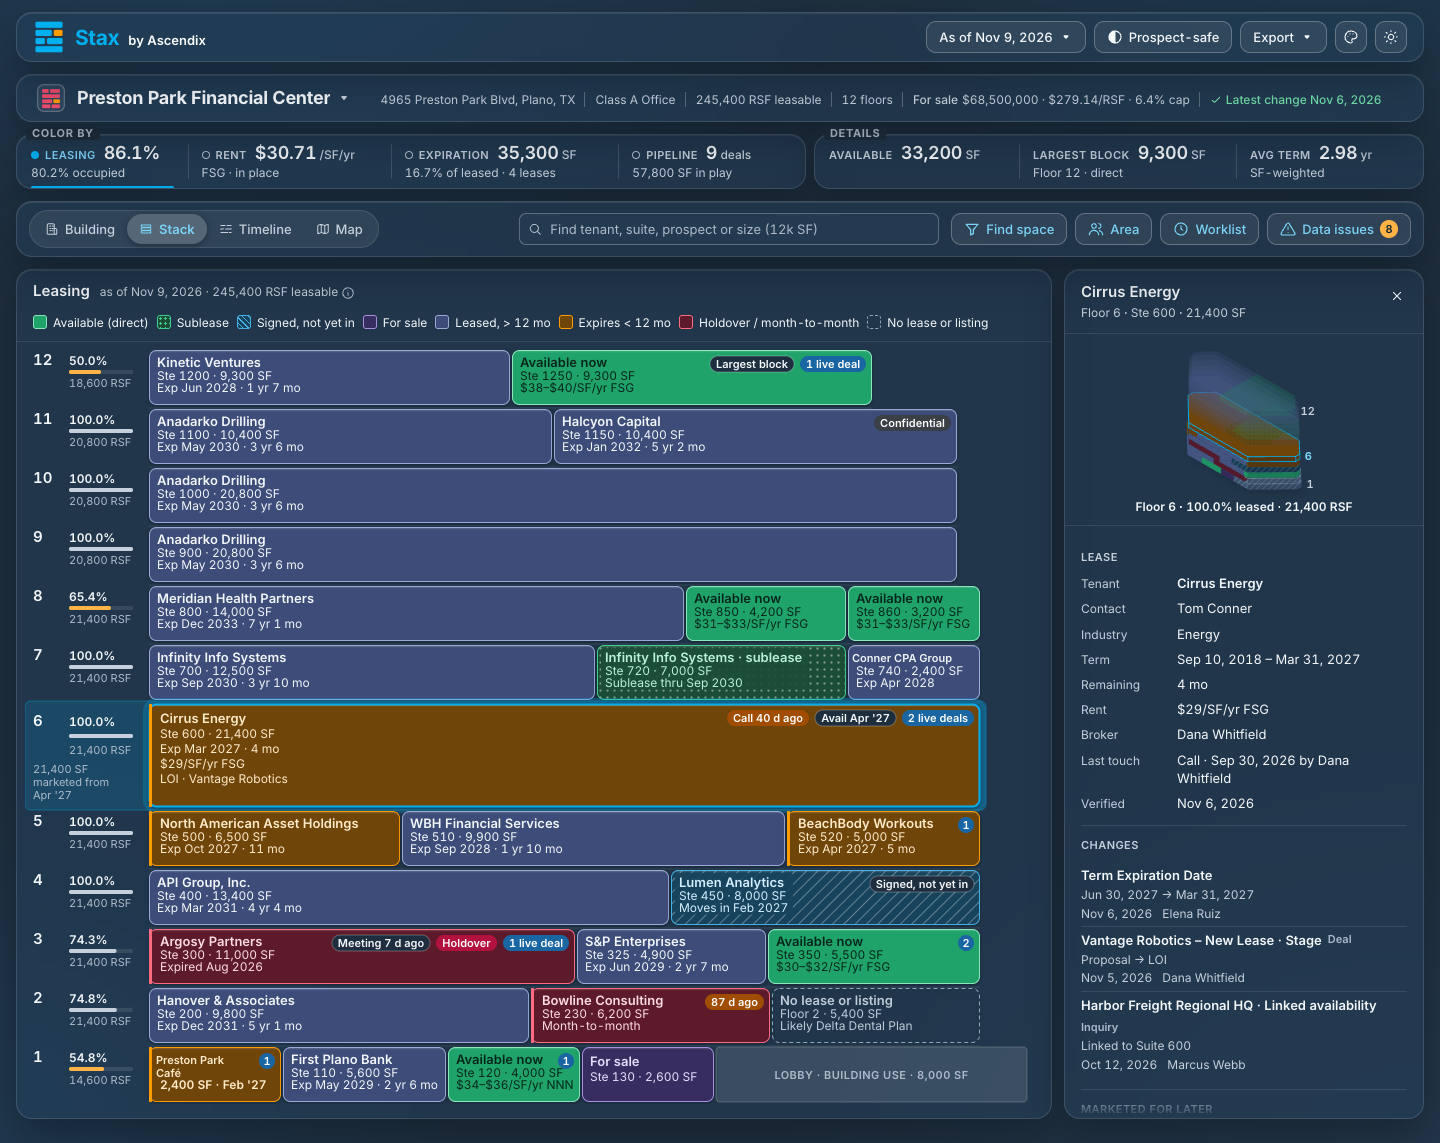 Stax by Ascendix
As of Nov 9, 2026
Prospect-safe
Export
Preston Park Financial Center
4965 Preston Park Blvd, Plano, TX
Class A Office
245,400 RSF leasable
12 floors
For sale $68,500,000 · $279.14/RSF · 6.4% cap
✓ Latest change Nov 6, 2026
COLOR BY
LEASING 86.1%
80.2% occupied
RENT $30.71 /SF/yr
FSG · in place
EXPIRATION 35,300 SF
16.7% of leased · 4 leases
PIPELINE 9 deals
57,800 SF in play
DETAILS
AVAILABLE 33,200 SF
LARGEST BLOCK 9,300 SF
Floor 12 · direct
AVG TERM 2.98 yr
SF-weighted
Building
Stack
Timeline
Map
Find tenant, suite, prospect or size (12k SF)
Find space
Area
Worklist
Data issues 8
Leasing as of Nov 9, 2026 · 245,400 RSF leasable
Available (direct)
Sublease
Signed, not yet in
For sale
Leased, > 12 mo
Expires < 12 mo
Holdover / month-to-month
No lease or listing
12 50.0%
18,600 RSF
Kinetic Ventures
Ste 1200 · 9,300 SF
Exp Jun 2028 · 1 yr 7 mo
Available now
Ste 1250 · 9,300 SF
$38–$40/SF/yr FSG
Largest block
1 live deal
11 100.0%
20,800 RSF
Anadarko Drilling
Ste 1100 · 10,400 SF
Exp May 2030 · 3 yr 6 mo
Halcyon Capital
Ste 1150 · 10,400 SF
Exp Jan 2032 · 5 yr 2 mo
Confidential
10 100.0%
20,800 RSF
Anadarko Drilling
Ste 1000 · 20,800 SF
Exp May 2030 · 3 yr 6 mo
9 100.0%
20,800 RSF
Anadarko Drilling
Ste 900 · 20,800 SF
Exp May 2030 · 3 yr 6 mo
8 65.4%
21,400 RSF
Meridian Health Partners
Ste 800 · 14,000 SF
Exp Dec 2033 · 7 yr 1 mo
Available now
Ste 850 · 4,200 SF
$31–$33/SF/yr FSG
Available now
Ste 860 · 3,200 SF
$31–$33/SF/yr FSG
7 100.0%
21,400 RSF
Infinity Info Systems
Ste 700 · 12,500 SF
Exp Sep 2030 · 3 yr 10 mo
Infinity Info Systems · sublease
Ste 720 · 7,000 SF
Sublease thru Sep 2030
Conner CPA Group
Ste 740 · 2,400 SF
Exp Apr 2028
6 100.0%
21,400 RSF
21,400 SF
marketed from
Apr '27
Cirrus Energy
Ste 600 · 21,400 SF
Exp Mar 2027 · 4 mo
$29/SF/yr FSG
LOI · Vantage Robotics
Call 40 d ago
Avail Apr '27
2 live deals
5 100.0%
21,400 RSF
North American Asset Holdings
Ste 500 · 6,500 SF
Exp Oct 2027 · 11 mo
WBH Financial Services
Ste 510 · 9,900 SF
Exp Sep 2028 · 1 yr 10 mo
BeachBody Workouts
Ste 520 · 5,000 SF
Exp Apr 2027 · 5 mo
1
4 100.0%
21,400 RSF
API Group, Inc.
Ste 400 · 13,400 SF
Exp Mar 2031 · 4 yr 4 mo
Lumen Analytics
Ste 450 · 8,000 SF
Moves in Feb 2027
Signed, not yet in
3 74.3%
21,400 RSF
Argosy Partners
Ste 300 · 11,000 SF
Expired Aug 2026
Meeting 7 d ago
Holdover
1 live deal
S&P Enterprises
Ste 325 · 4,900 SF
Exp Jun 2029 · 2 yr 7 mo
Available now
Ste 350 · 5,500 SF
$30–$32/SF/yr FSG
2
2 74.8%
21,400 RSF
Hanover & Associates
Ste 200 · 9,800 SF
Exp Dec 2031 · 5 yr 1 mo
Bowline Consulting
Ste 230 · 6,200 SF
Month-to-month
87 d ago
No lease or listing
Floor 2 · 5,400 SF
Likely Delta Dental Plan
1 54.8%
14,600 RSF
Preston Park
Café
2,400 SF · Feb '27
1
First Plano Bank
Ste 110 · 5,600 SF
Exp May 2029 · 2 yr 6 mo
Available now
Ste 120 · 4,000 SF
$34–$36/SF/yr NNN
1
For sale
Ste 130 · 2,600 SF
LOBBY · BUILDING USE · 8,000 SF
Cirrus Energy
Floor 6 · Ste 600 · 21,400 SF
12
6
1
Floor 6 · 100.0% leased · 21,400 RSF
LEASE
Tenant Cirrus Energy
Contact Tom Conner
Industry Energy
Term Sep 10, 2018 – Mar 31, 2027
Remaining 4 mo
Rent $29/SF/yr FSG
Broker Dana Whitfield
Last touch Call · Sep 30, 2026 by Dana
Whitfield
Verified Nov 6, 2026
CHANGES
Term Expiration Date
Jun 30, 2027 → Mar 31, 2027
Nov 6, 2026 Elena Ruiz
Vantage Robotics – New Lease · Stage Deal
Proposal → LOI
Nov 5, 2026 Dana Whitfield
Harbor Freight Regional HQ · Linked availability
Inquiry
Linked to Suite 600
Oct 12, 2026 Marcus Webb
MARKETED FOR LATER